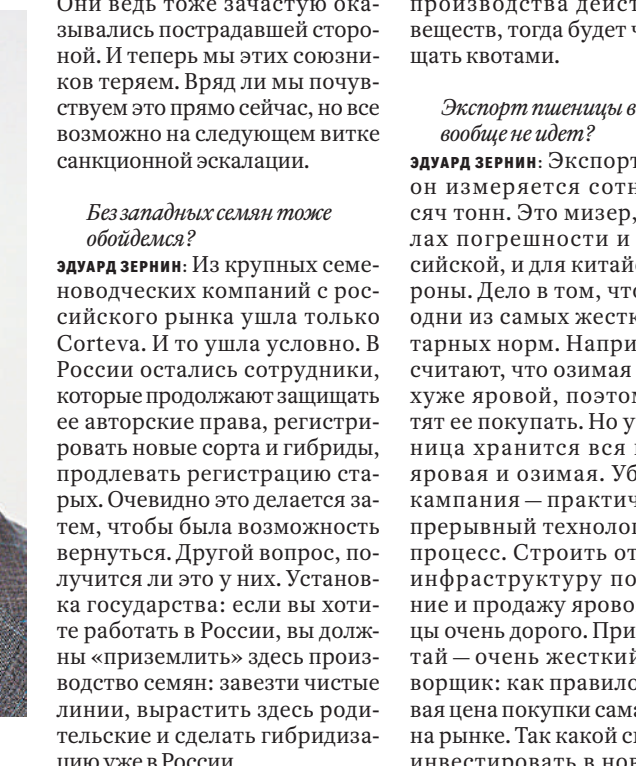 Они ведь тоже зачастую ока-
зывались пострадавшей сторо-
ной. И теперь мы этих союзни-
ков теряем. Вряд ли мы почув-
ствуем это прямо сейчас, но все
возможно на следующем витке
санкционной эскалации.
Без западных семян тоже
обойдемся?
ЭДУАРД ЗЕРНИН: Из крупных семе-
новодческих компаний с рос-
сийского рынка ушла только
Corteva. И то ушла условно. В
России остались сотрудники,
которые продолжают защищать
ее авторские права, регистри-
ровать новые сорта и гибриды,
продлевать регистрацию ста-
рых. Очевидно это делается за-
тем, чтобы была возможность
вернуться. Другой вопрос, по-
лучится ли это у них. Установ-
ка государства: если вы хоти-
те работать в России, вы долж-
ны «приземлить» здесь произ-
водство семян: завезти чистые
линии, вырастить здесь роди-
тельские и сделать гибридиза-
цию уже в России.
производства дейст
веществ, тогда будет ч
щать квотами.
Экспорт пшеницы в
вообще не идет?
ЭДУАРД ЗЕРНИН: Экспорт
он измеряется сотн
сяч тонн. Это мизер,
лах погрешности и
сийской, и для китай
роны. Дело в том, что
одни из самых жестк
тарных норм. Напри
считают, что озимая
хуже яровой, поэтом
тят ее покупать. Но у
ница хранится вся
яровая и озимая. Уб
кампания — практич
прерывный технолог
процесс. Строить от
инфраструктуру по
ние и продажу яро
цы очень дорого. При
тай — очень жесткий
ворщик: как правило
вая цена покупки сама
на рынке. Так какой с
инвестировать в нов